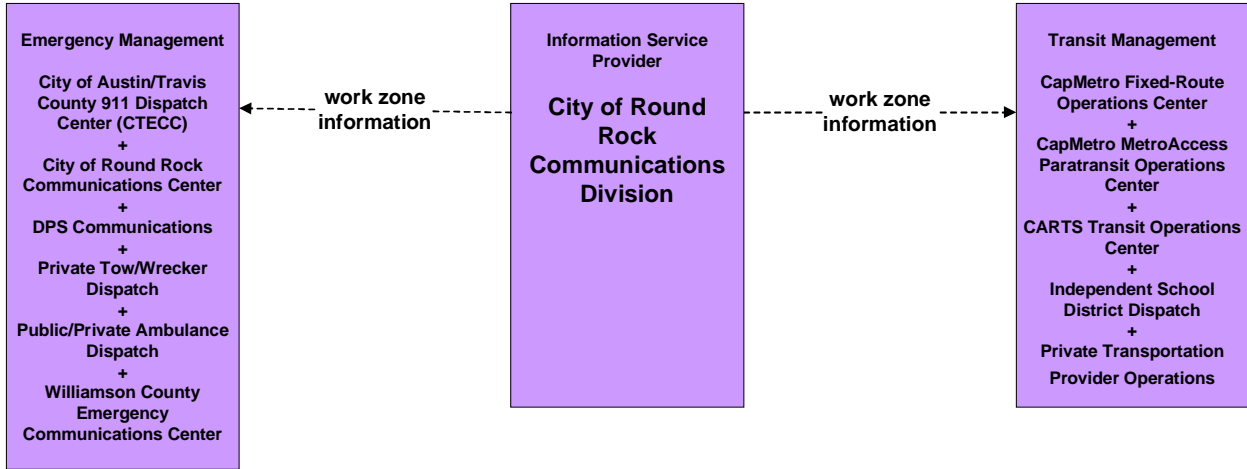 Emergency Management
City of Austin/Travis
County 911 Dispatch
Center (CTECC)
+
City of Round Rock
Communications Center
+
DPS Communications
+
Private Tow/Wrecker
Dispatch
+
Public/Private Ambulance
Dispatch
+
Williamson County
Emergency
Communications Center
work zone
information
Information Service
Provider
City of Round
Rock
Communications
Division
work zone
information
Transit Management
CapMetro Fixed-Route
Operations Center
+
CapMetro MetroAccess
Paratransit Operations
Center
+
CARTS Transit Operations
Center
+
Independent School
District Dispatch
+
Private Transportation
Provider Operations